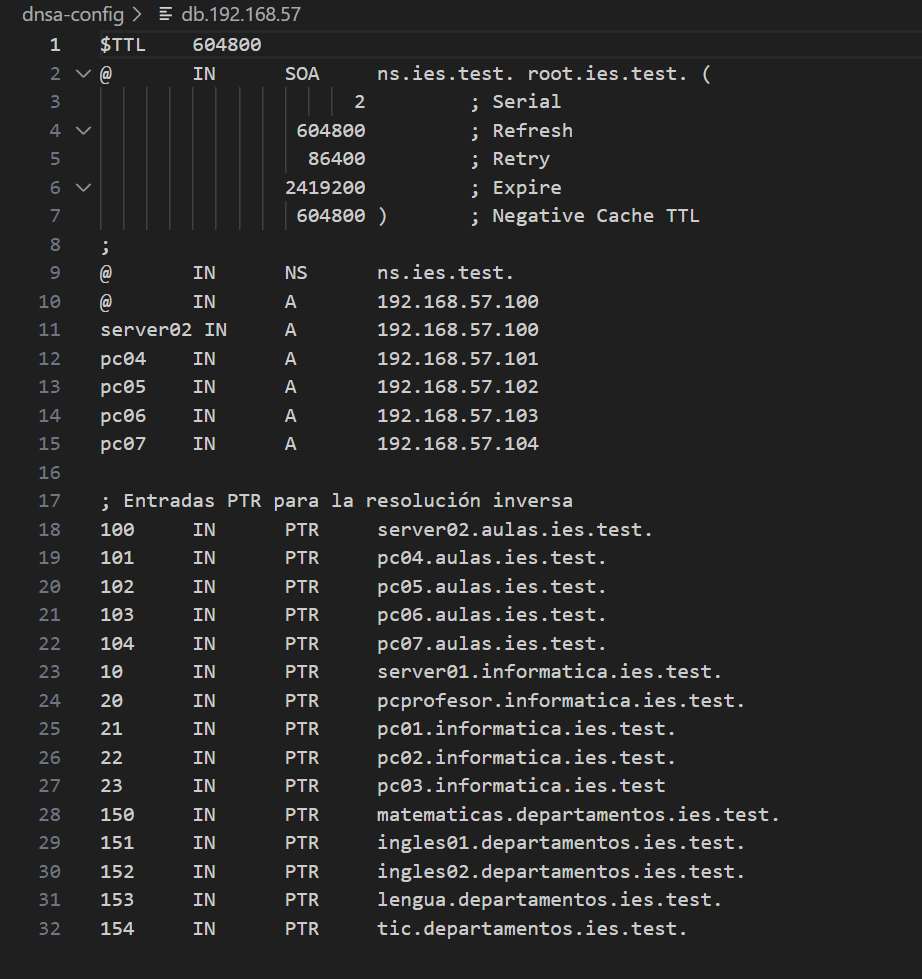 dnsa-config > db.192.168.57
1 $TTL 604800
2 @ IN SOA ns.ies.test. root.ies.test. (
3 2 ; Serial
4 604800 ; Refresh
5 86400 ; Retry
6 2419200 ; Expire
7 604800 ) ; Negative Cache TTL
8 ;
9 @ IN NS ns.ies.test.
10 @ IN A 192.168.57.100
11 server02 IN A 192.168.57.100
12 pc04 IN A 192.168.57.101
13 pc05 IN A 192.168.57.102
14 pc06 IN A 192.168.57.103
15 pc07 IN A 192.168.57.104
16
17 ; Entradas PTR para la resolución inversa
18 100 IN PTR server02.aulas.ies.test.
19 101 IN PTR pc04.aulas.ies.test.
20 102 IN PTR pc05.aulas.ies.test.
21 103 IN PTR pc06.aulas.ies.test.
22 104 IN PTR pc07.aulas.ies.test.
23 10 IN PTR server01.informatica.ies.test.
24 20 IN PTR pcprofesor.informatica.ies.test.
25 21 IN PTR pc01.informatica.ies.test.
26 22 IN PTR pc02.informatica.ies.test.
27 23 IN PTR pc03.informatica.ies.test
28 150 IN PTR matematicas.departamentos.ies.test.
29 151 IN PTR ingles01.departamentos.ies.test.
30 152 IN PTR ingles02.departamentos.ies.test.
31 153 IN PTR lengua.departamentos.ies.test.
32 154 IN PTR tic.departamentos.ies.test.